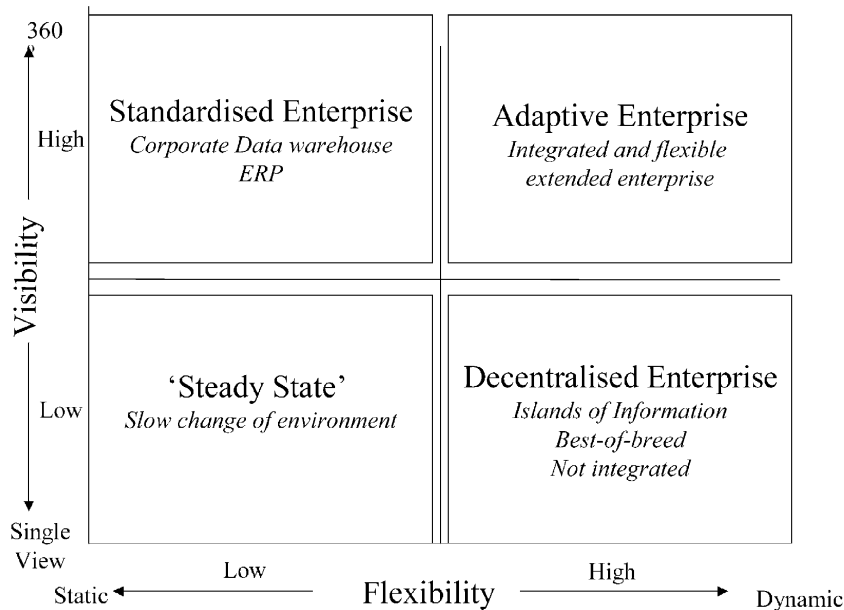 360
°
Standardised Enterprise
Corporate Data warehouse
ERP
Adaptive Enterprise
Integrated and flexible
extended enterprise
High
Visibility
Low
'Steady State'
Slow change of environment
Decentralised Enterprise
Islands of Information
Best-of-breed
Not integrated
Single
View
Static
Low
Flexibility
High
Dynamic